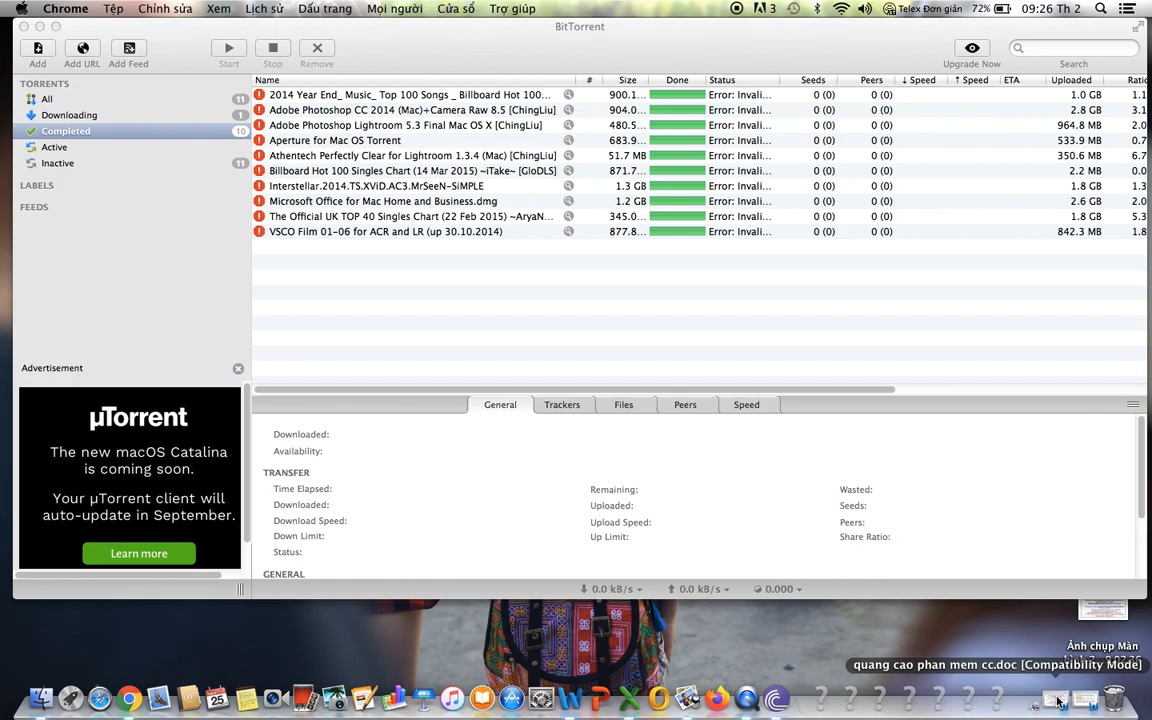 Chrome Tệp Chỉnh sửa Xem Lịch sử Dấu trang Mọi người Cửa sổ Trợ giúp 3 Telex Đơn giản 72% 09:26 Th 2
BitTorrent
Add Add URL Add Feed Start Stop Remove Upgrade Now Search
TORRENTS
All 11
Downloading 1
Completed 10
Active
Inactive 11
LABELS
FEEDS
Name # Size Done Status Seeds Peers ↓ Speed ↑ Speed ETA Uploaded Ratio
2014 Year End_ Music_ Top 100 Songs _ Billboard Hot 100... 900.1... Error: Invali... 0 (0) 0 (0) 1.0 GB 1.1
Adobe Photoshop CC 2014 (Mac)+Camera Raw 8.5 [ChingLiu] 904.0... Error: Invali... 0 (0) 0 (0) 2.8 GB 3.1
Adobe Photoshop Lightroom 5.3 Final Mac OS X [ChingLiu] 480.5... Error: Invali... 0 (0) 0 (0) 964.8 MB 2.0
Aperture for Mac OS Torrent 683.9... Error: Invali... 0 (0) 0 (0) 533.9 MB 0.7
Athentech Perfectly Clear for Lightroom 1.3.4 (Mac) [ChingLiu] 51.7 MB Error: Invali... 0 (0) 0 (0) 350.6 MB 6.7
Billboard Hot 100 Singles Chart (14 Mar 2015) ~iTake~ [GloDLS] 871.7... Error: Invali... 0 (0) 0 (0) 2.2 MB 0.0
Interstellar.2014.TS.XViD.AC3.MrSeeN-SiMPLE 1.3 GB Error: Invali... 0 (0) 0 (0) 1.8 GB 1.3
Microsoft Office for Mac Home and Business.dmg 1.2 GB Error: Invali... 0 (0) 0 (0) 2.6 GB 2.0
The Official UK TOP 40 Singles Chart (22 Feb 2015) ~AryaN... 345.0... Error: Invali... 0 (0) 0 (0) 1.8 GB 5.3
VSCO Film 01-06 for ACR and LR (up 30.10.2014) 877.8... Error: Invali... 0 (0) 0 (0) 842.3 MB 1.8
Advertisement
µTorrent
The new macOS Catalina
is coming soon.
Your µTorrent client will
auto-update in September.
Learn more
General Trackers Files Peers Speed
Downloaded:
Availability:
TRANSFER
Time Elapsed: Remaining: Wasted:
Downloaded: Uploaded: Seeds:
Download Speed: Upload Speed: Peers:
Down Limit: Up Limit: Share Ratio:
Status:
GENERAL
0.0 kB/s 0.0 kB/s 0.000
Ảnh chụp Màn
quang cao phan mem cc.doc [Compatibility Mode]